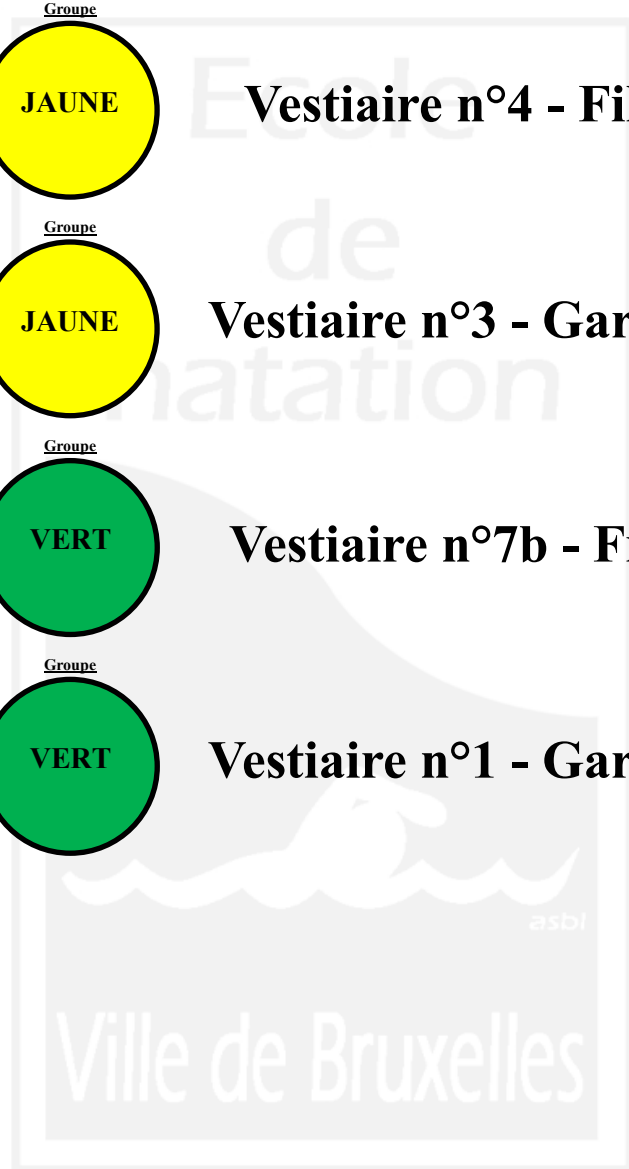 Groupe
JAUNE
Vestiaire n°4 - Fil
Groupe
JAUNE
Vestiaire n°3 - Gar
Groupe
VERT
Vestiaire n°7b - Fi
Groupe
VERT
Vestiaire n°1 - Gar
Ecole
de
natation
asbl
Ville de Bruxelles